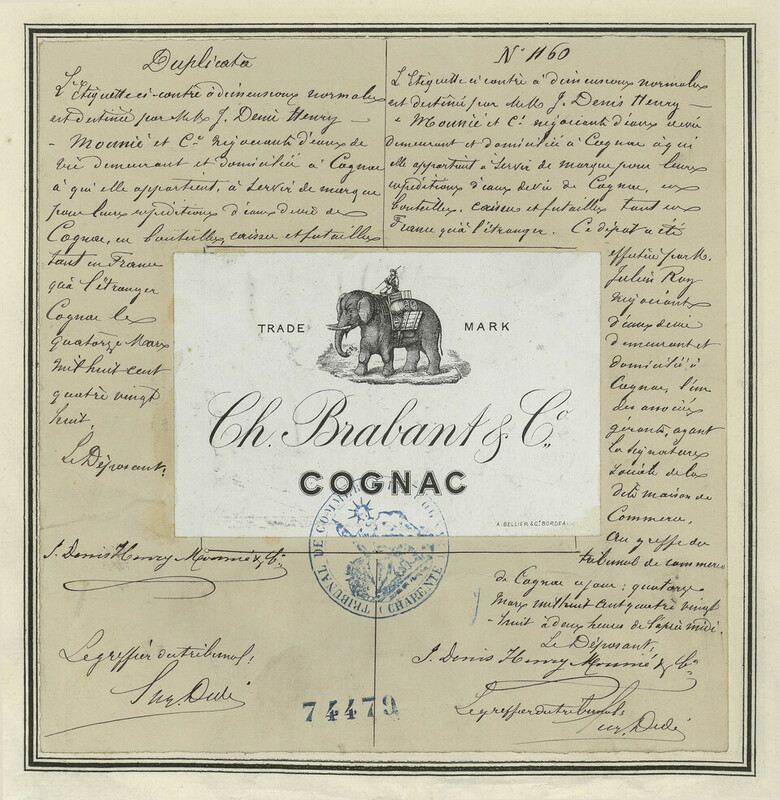 Duplicata
L'Etiquette ci-contre à dimensions normales
est destinée par MM. J. Denis Henry
- Mounié et Cie négociants d'eaux de
vie demeurant et domiciliés à Cognac
à qui elle appartient, à servir de marque
pour leurs expéditions d'eaux de vie de
Cognac, en bouteilles, caisses et futailles
tant en France
qu'à l'étranger
Cognac le
quatorze Mars
mil huit cent
quatre vingt
huit.
Le Déposant:
J. Denis Henry Mounié & Co
Le greffier du tribunal:
N° 1160
L'Etiquette ci contre à dimensions normales
est destinée par MM. J. Denis Henry -
- Mounié et Cie négociants d'eaux de vie
demeurant et domiciliés à Cognac à qui
elle appartient à servir de marque pour leurs
expéditions d'eaux de vie de Cognac, en
bouteilles, caisses et futailles tant en
France qu'à l'étranger. Ce dépôt a été
effectué par M.
Julien Roy
négociant
d'eaux de vie
demeurant et
domicilié à
Cognac, l'un
des associés
gérants, ayant
la signature
sociale de la
dite maison de
Commerce,
Au greffe du
tribunal de commerce
de Cognac ce jour: quatorze
Mars mil huit cent quatre vingt
- huit à deux heures de l'après midi.
Le Déposant:
J. Denis Henry Mounié & Co
Le greffier du tribunal:
TRADE MARK
Ch. Brabant & Co.
COGNAC
A. BELLIER & Cie BORDEAUX
TRIBUNAL DE COMMERCE
CHARENTE
74479